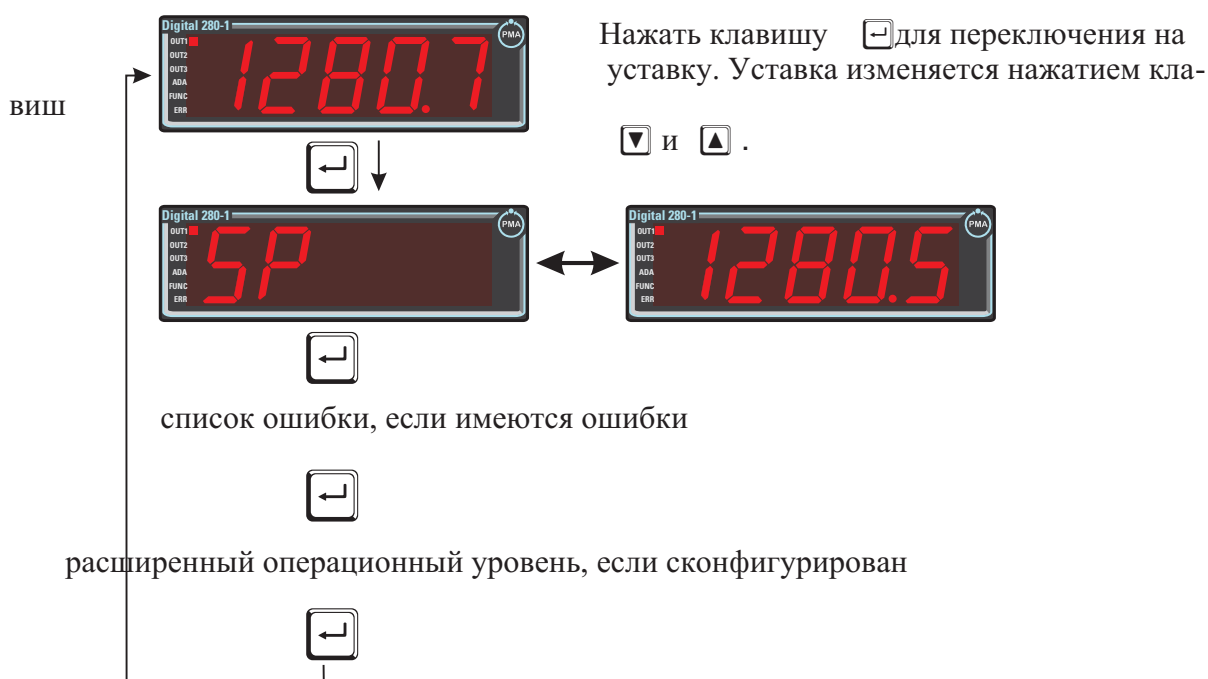 Digital 280-1
PMA
OUT1
OUT2
OUT3
ADA
FUNC
ERR
1280.7
Нажать клавишу для переключения на
уставку. Уставка изменяется нажатием кла-
виш
и .
Digital 280-1
PMA
OUT1
OUT2
OUT3
ADA
FUNC
ERR
SP
Digital 280-1
PMA
OUT1
OUT2
OUT3
ADA
FUNC
ERR
1280.5
список ошибки, если имеются ошибки
расширенный операционный уровень, если сконфигурирован